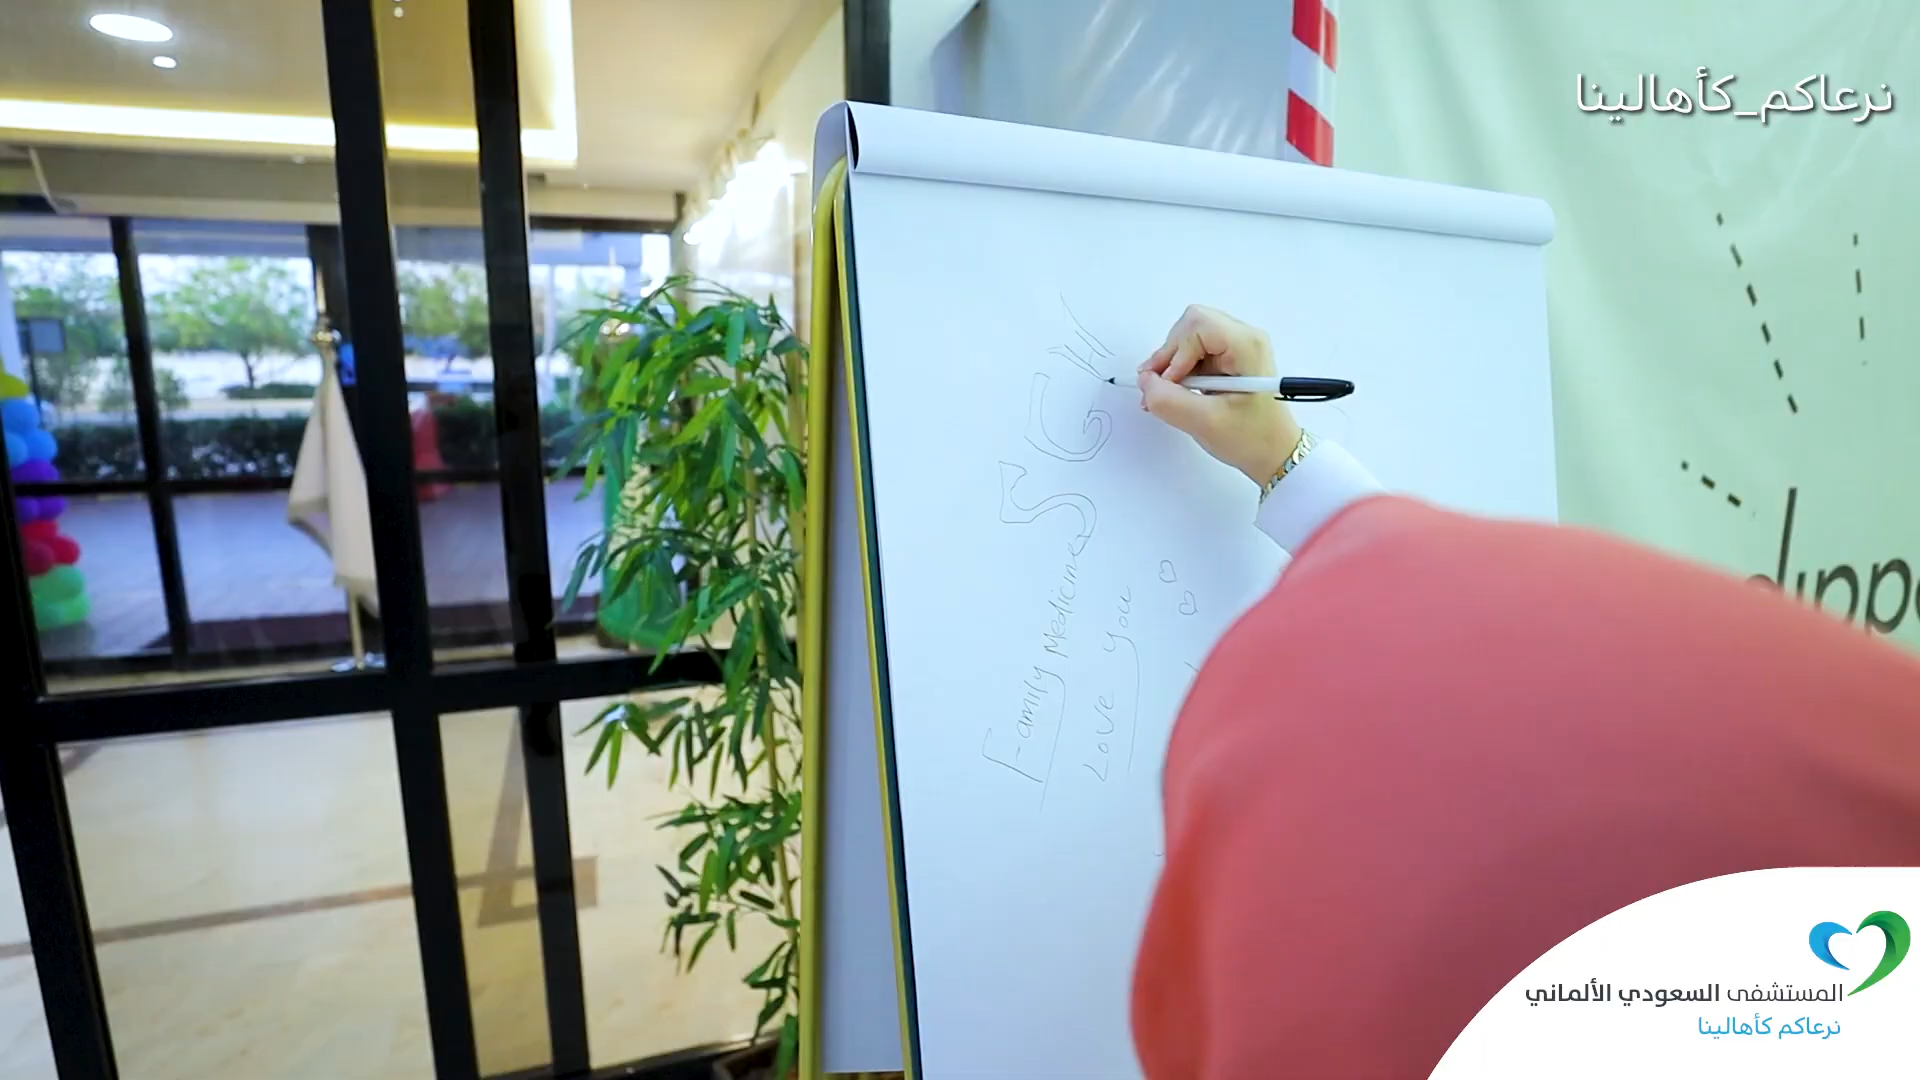 نرعاكم_كأهالينا
SGH
Family Medicine
Love you
المستشفى السعودي الألماني
نرعاكم كأهالينا